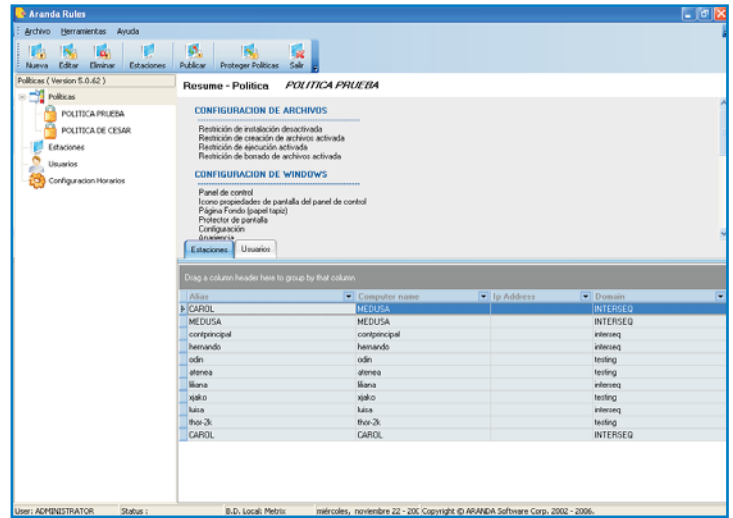 Aranda Rules
Archivo Herramientas Ayuda
Nueva Editar Eliminar Estaciones Publicar Proteger Políticas Salir
Políticas ( Version 5.0.62 )
Políticas
POLITICA PRUEBA
POLITICA DE CESAR
Estaciones
Usuarios
Configuracion Horarios
Resume - Politica POLITICA PRUEBA
CONFIGURACION DE ARCHIVOS
Restrición de instalación desactivada
Restrición de creación de archivos activada
Restrición de ejecución activada
Restrición de borrado de archivos activada
CONFIGURACION DE WINDOWS
Panel de control
Icono propiedades de pantalla del panel de control
Página Fondo (papel tapiz)
Protector de pantalla
Configuración
Apariencia
Estaciones Usuarios
Drag a column header here to group by that column
Alias Computer name Ip Address Domain
CAROL MEDUSA INTERSEQ
MEDUSA MEDUSA INTERSEQ
contprincipal contprincipal interseq
hernando hernando interseq
odin odin testing
atenea atenea testing
liliana liliana interseq
xjako xjako testing
luisa luisa interseq
thor-2k thor-2k testing
CAROL CAROL INTERSEQ
User: ADMINISTRATOR Status : B.D. Local: Metrix miércoles, noviembre 22 - 200 Copyright © ARANDA Software Corp. 2002 - 2006.